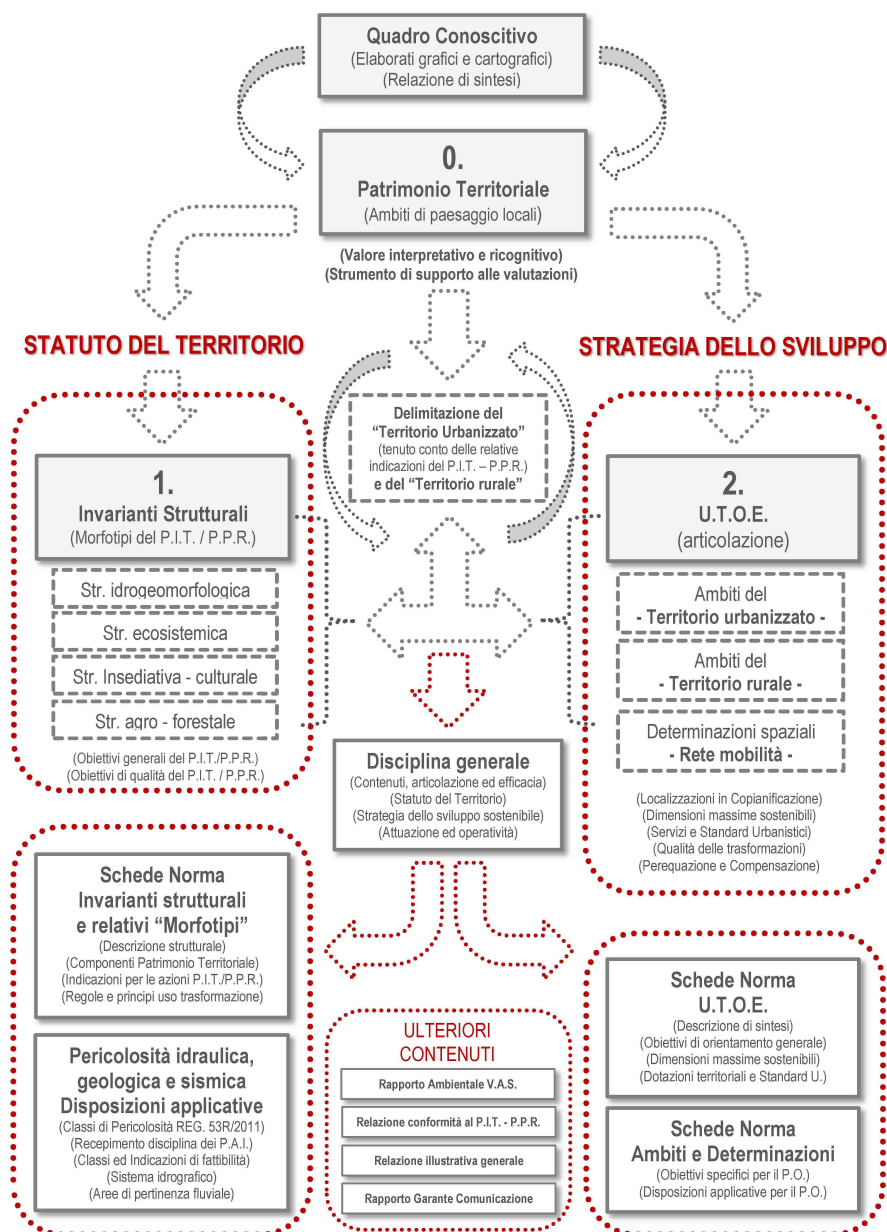 Quadro Conoscitivo
(Elaborati grafici e cartografici)
(Relazione di sintesi)
0.
Patrimonio Territoriale
(Ambiti di paesaggio locali)
(Valore interpretativo e ricognitivo)
(Strumento di supporto alle valutazioni)
STATUTO DEL TERRITORIO
STRATEGIA DELLO SVILUPPO
Delimitazione del
“Territorio Urbanizzato”
(tenuto conto delle relative
indicazioni del P.I.T. – P.P.R.)
e del “Territorio rurale”
1.
Invarianti Strutturali
(Morfotipi del P.I.T. / P.P.R.)
Str. idrogeomorfologica
Str. ecosistemica
Str. Insediativa - culturale
Str. agro - forestale
(Obiettivi generali del P.I.T./P.P.R.)
(Obiettivi di qualità del P.I.T. / P.P.R.)
2.
U.T.O.E.
(articolazione)
Ambiti del
- Territorio urbanizzato -
Ambiti del
- Territorio rurale -
Determinazioni spaziali
- Rete mobilità -
(Localizzazioni in Copianificazione)
(Dimensioni massime sostenibili)
(Servizi e Standard Urbanistici)
(Qualità delle trasformazioni)
(Perequazione e Compensazione)
Disciplina generale
(Contenuti, articolazione ed efficacia)
(Statuto del Territorio)
(Strategia dello sviluppo sostenibile)
(Attuazione ed operatività)
Schede Norma
Invarianti strutturali
e relativi “Morfotipi”
(Descrizione strutturale)
(Componenti Patrimonio Territoriale)
(Indicazioni per le azioni P.I.T./P.P.R.)
(Regole e principi uso trasformazione)
Pericolosità idraulica,
geologica e sismica
Disposizioni applicative
(Classi di Pericolosità REG. 53R/2011)
(Recepimento disciplina dei P.A.I.)
(Classi ed Indicazioni di fattibilità)
(Sistema idrografico)
(Aree di pertinenza fluviale)
ULTERIORI
CONTENUTI
Rapporto Ambientale V.A.S.
Relazione conformità al P.I.T. - P.P.R.
Relazione illustrativa generale
Rapporto Garante Comunicazione
Schede Norma
U.T.O.E.
(Descrizione di sintesi)
(Obiettivi di orientamento generale)
(Dimensioni massime sostenibili)
(Dotazioni territoriali e Standard U.)
Schede Norma
Ambiti e Determinazioni
(Obiettivi specifici per il P.O.)
(Disposizioni applicative per il P.O.)